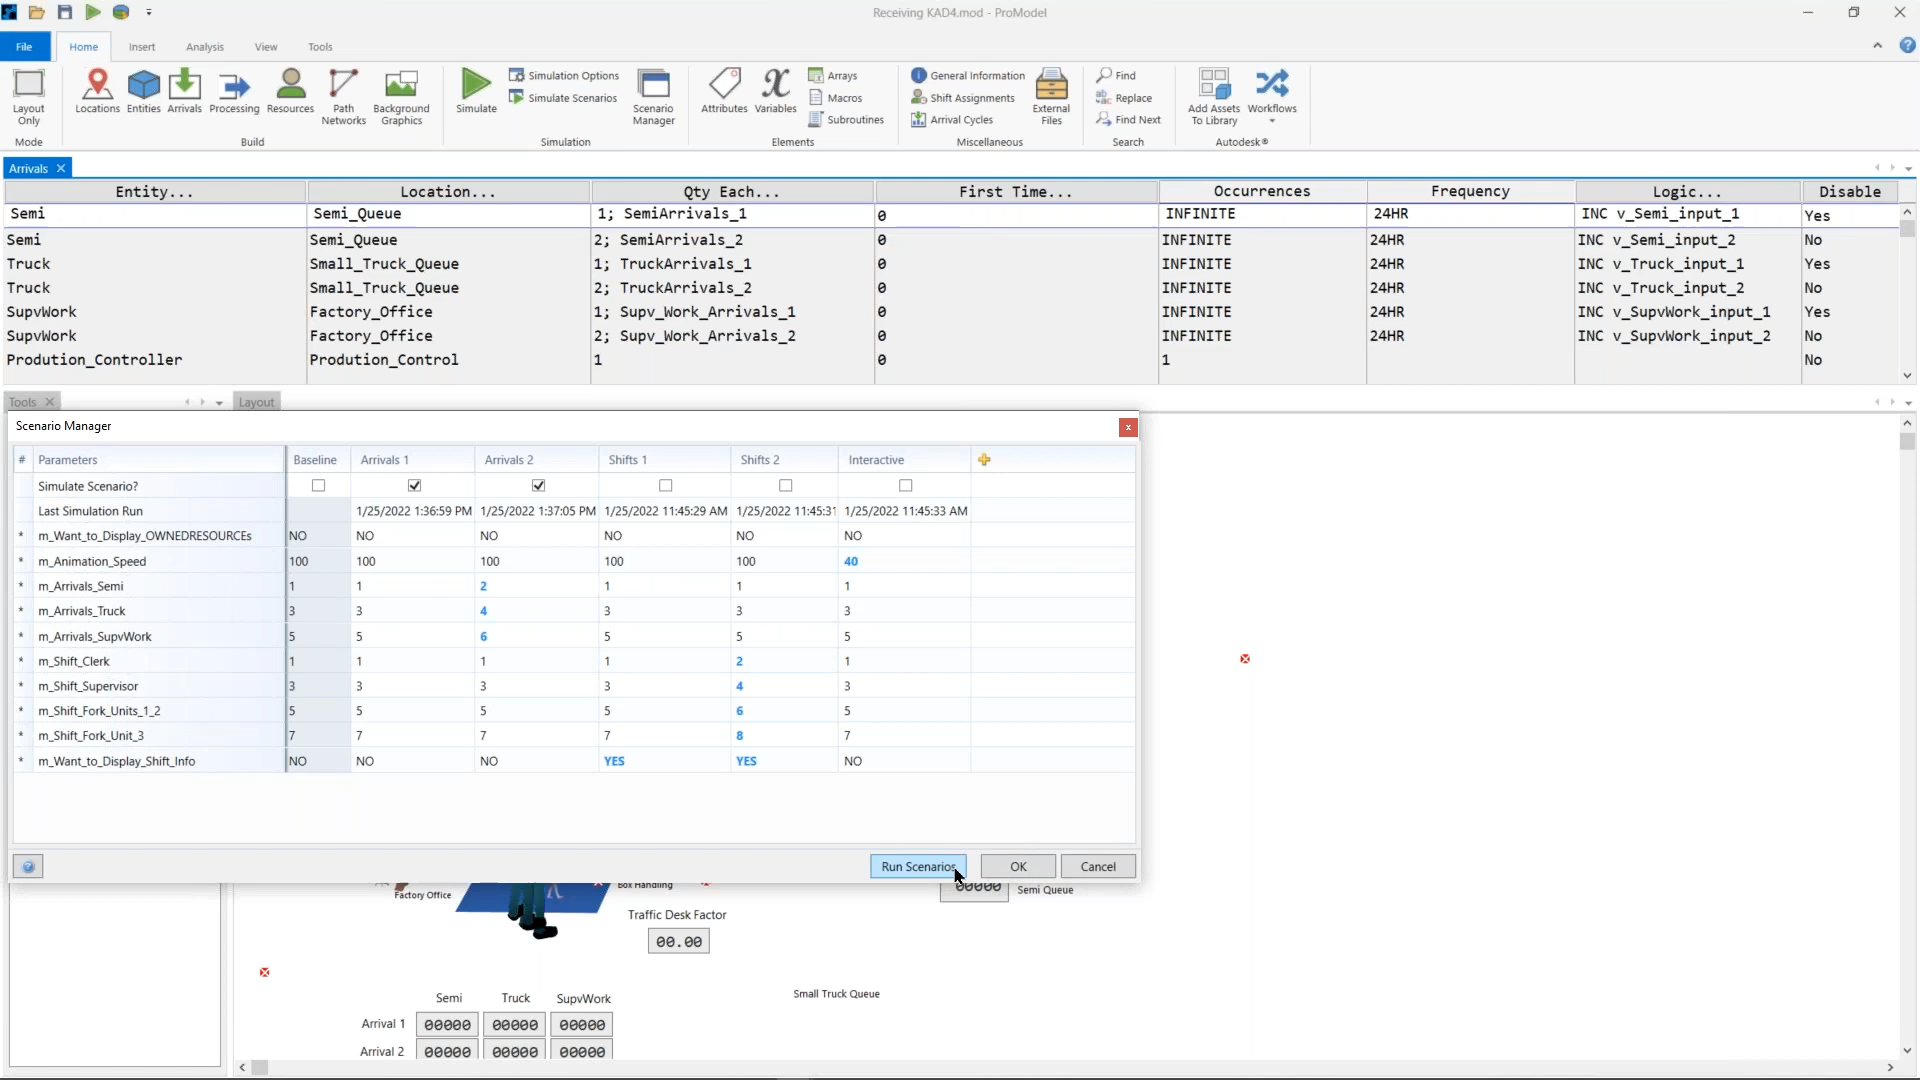 Receiving KAD4.mod - ProModel
File Home Insert Analysis View Tools
Layout Only
Locations Entities Arrivals Processing Resources Path Networks Background Graphics
Simulate Simulation Options Simulate Scenarios Scenario Manager
Attributes Variables Arrays Macros Subroutines
General Information Shift Assignments Arrival Cycles External Files
Find Replace Find Next
Add Assets To Library Workflows
Mode Build Simulation Elements Miscellaneous Search Autodesk®
Arrivals
Entity... Location... Qty Each... First Time... Occurrences Frequency Logic... Disable
Semi Semi_Queue 1; SemiArrivals_1 0 INFINITE 24HR INC v_Semi_input_1 Yes
Semi Semi_Queue 2; SemiArrivals_2 0 INFINITE 24HR INC v_Semi_input_2 No
Truck Small_Truck_Queue 1; TruckArrivals_1 0 INFINITE 24HR INC v_Truck_input_1 Yes
Truck Small_Truck_Queue 2; TruckArrivals_2 0 INFINITE 24HR INC v_Truck_input_2 No
SupvWork Factory_Office 1; Supv_Work_Arrivals_1 0 INFINITE 24HR INC v_SupvWork_input_1 Yes
SupvWork Factory_Office 2; Supv_Work_Arrivals_2 0 INFINITE 24HR INC v_SupvWork_input_2 No
Prodution_Controller Prodution_Control 1 0 1 No
Tools Layout
Scenario Manager
# Parameters Baseline Arrivals 1 Arrivals 2 Shifts 1 Shifts 2 Interactive
Simulate Scenario?
Last Simulation Run 1/25/2022 1:36:59 PM 1/25/2022 1:37:05 PM 1/25/2022 11:45:29 AM 1/25/2022 11:45:31 1/25/2022 11:45:33 AM
* m_Want_to_Display_OWNEDRESOURCEs NO NO NO NO NO NO
* m_Animation_Speed 100 100 100 100 100 40
* m_Arrivals_Semi 1 1 2 1 1 1
* m_Arrivals_Truck 3 3 4 3 3 3
* m_Arrivals_SupvWork 5 5 6 5 5 5
* m_Shift_Clerk 1 1 1 1 2 1
* m_Shift_Supervisor 3 3 3 3 4 3
* m_Shift_Fork_Units_1_2 5 5 5 5 6 5
* m_Shift_Fork_Unit_3 7 7 7 7 8 7
* m_Want_to_Display_Shift_Info NO NO NO YES YES NO
Run Scenarios OK Cancel
Factory Office Box Handling 00000 Semi Queue
Traffic Desk Factor
00.00
Small Truck Queue
Semi Truck SupvWork
Arrival 1 00000 00000 00000
Arrival 2 00000 00000 00000